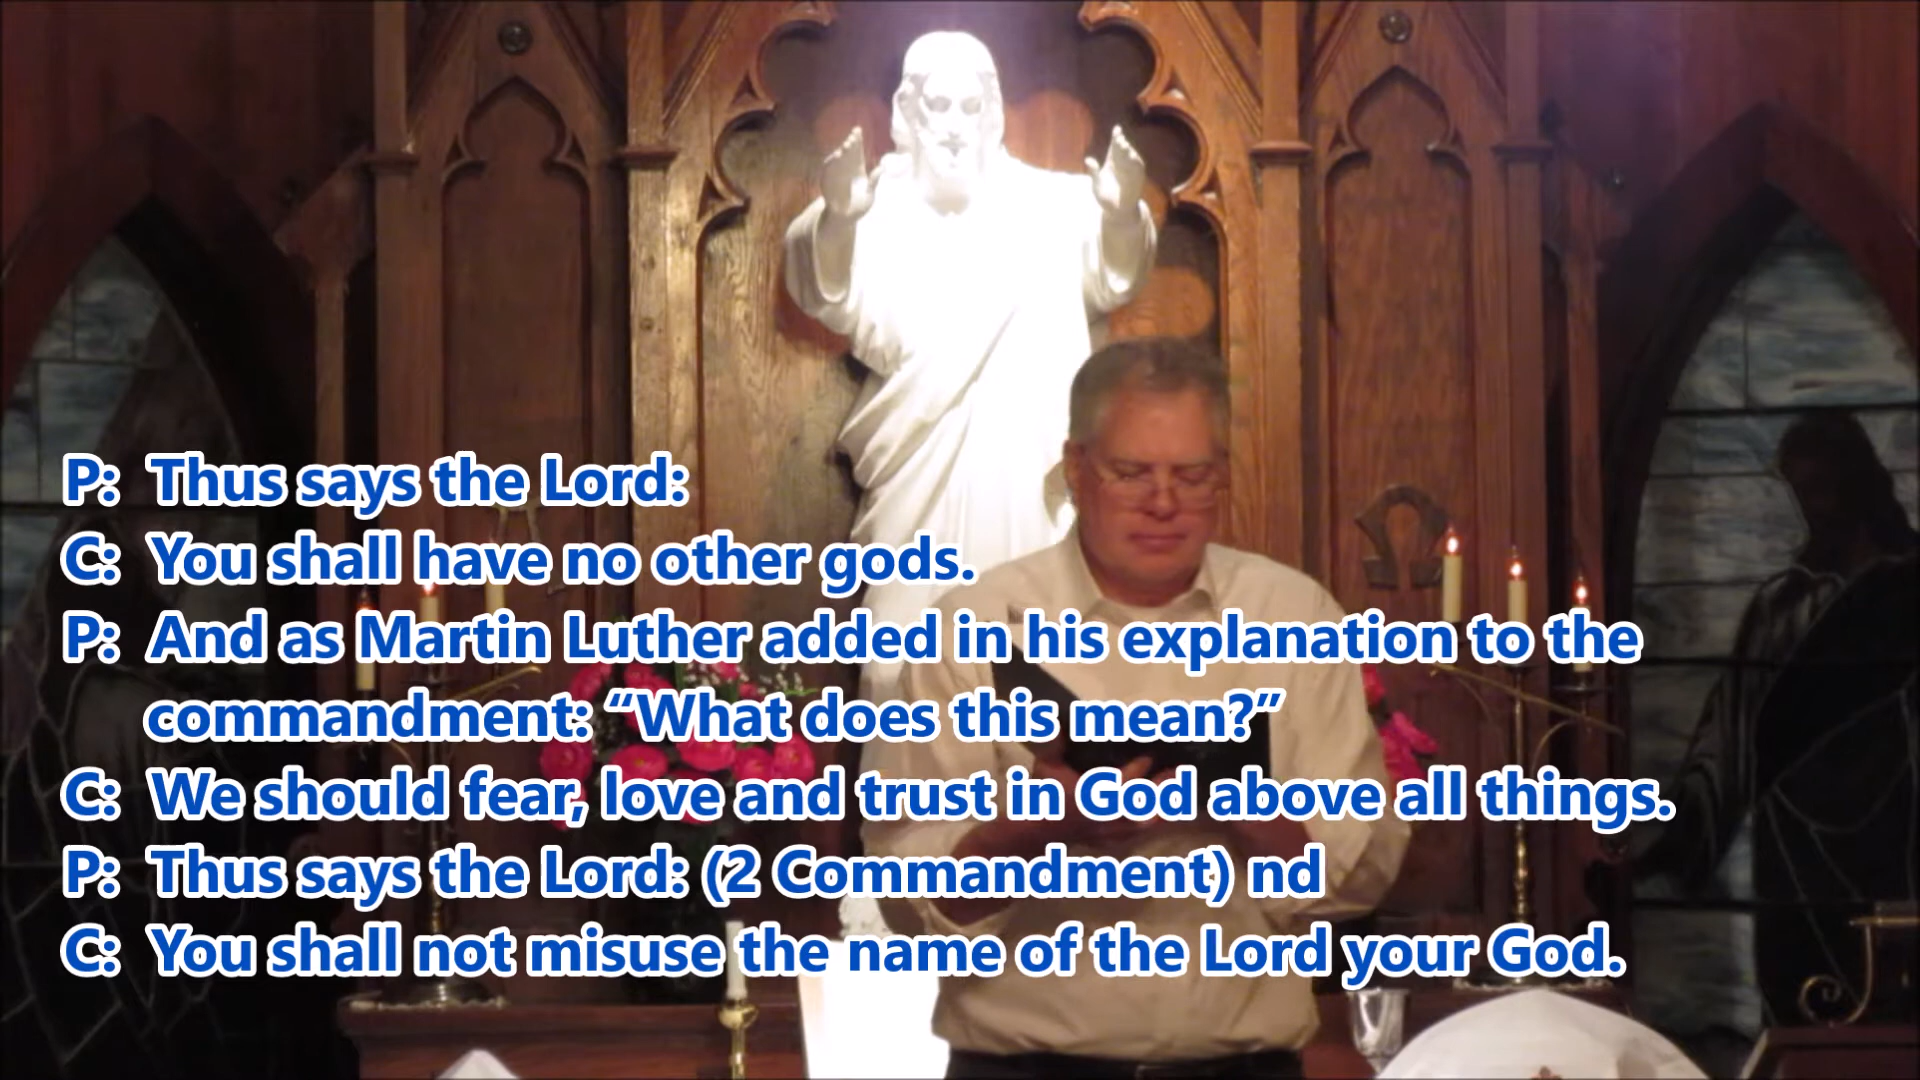 P: Thus says the Lord:
C: You shall have no other gods.
P: And as Martin Luther added in his explanation to the
commandment: “What does this mean?”
C: We should fear, love and trust in God above all things.
P: Thus says the Lord: (2 Commandment) nd
C: You shall not misuse the name of the Lord your God.